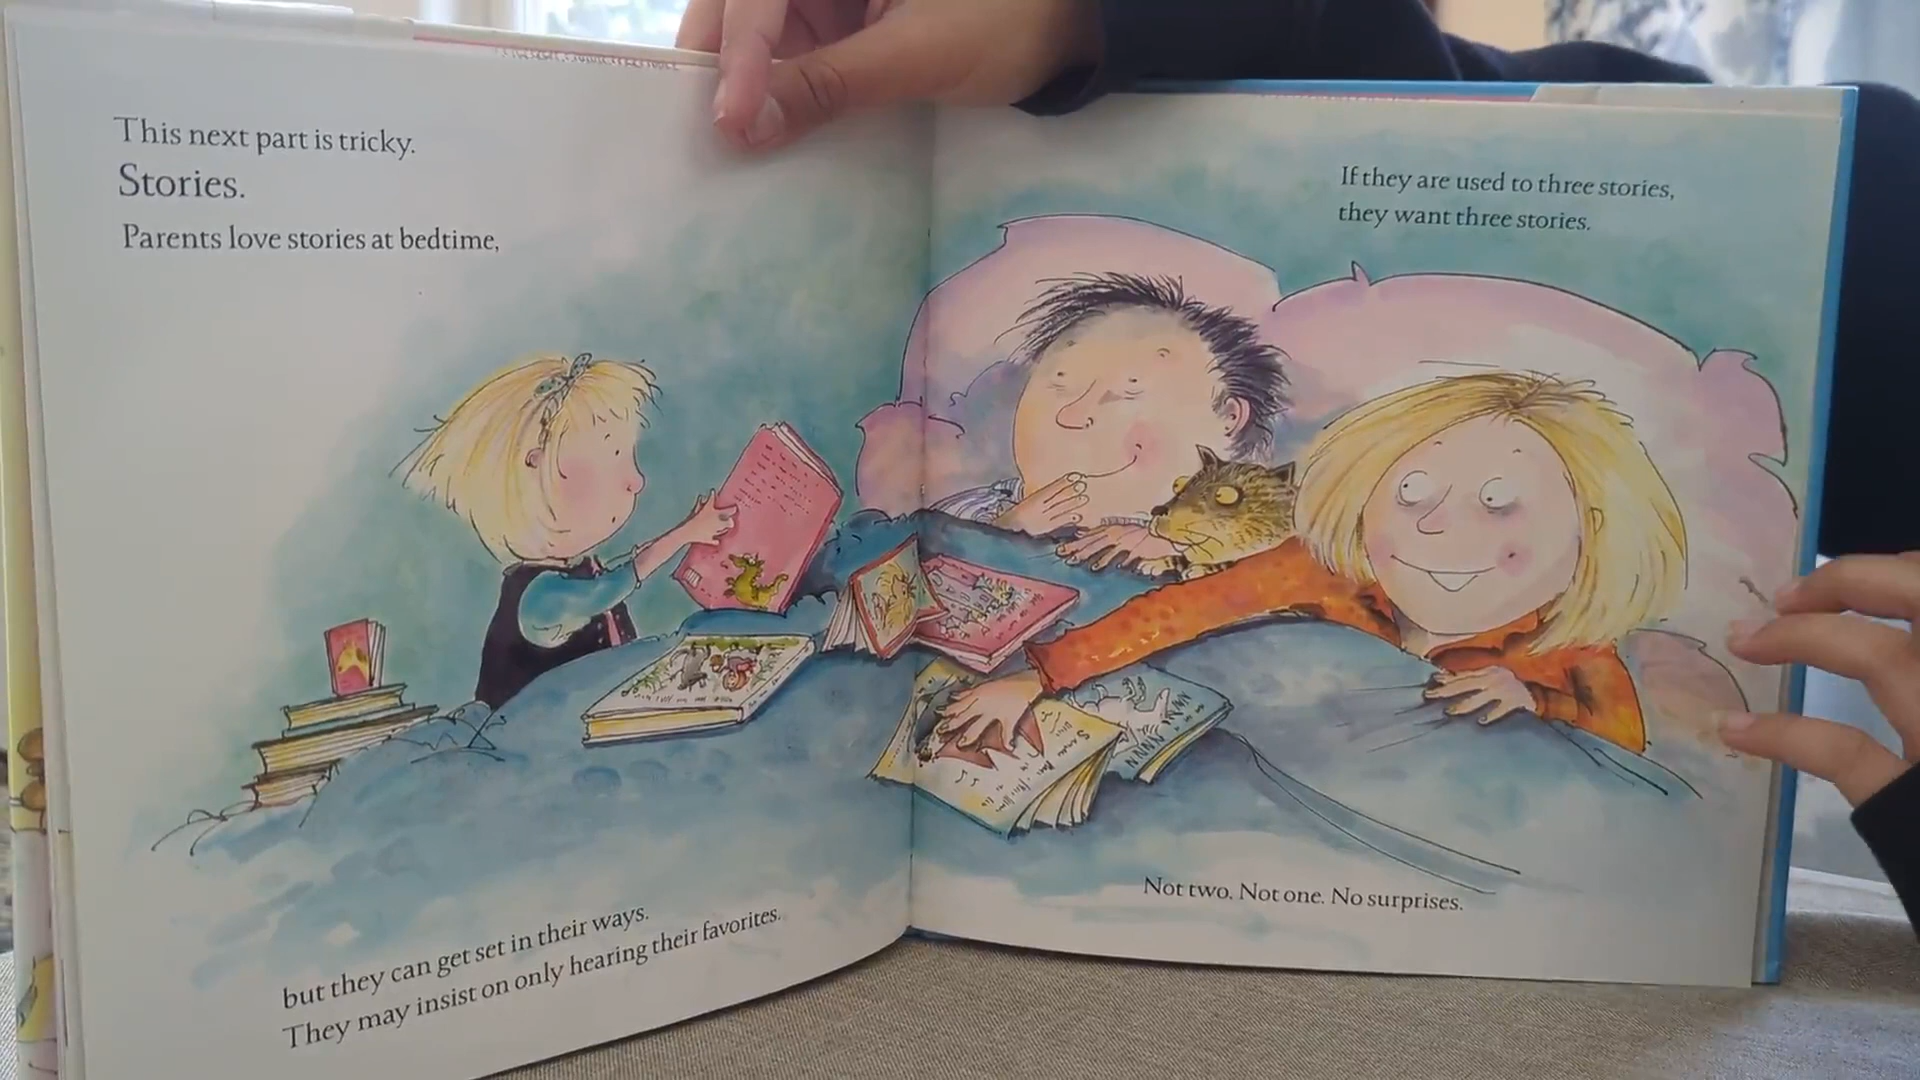 This next part is tricky.
Stories.
Parents love stories at bedtime,
but they can get set in their ways.
They may insist on only hearing their favorites.
If they are used to three stories,
they want three stories.
Not two. Not one. No surprises.